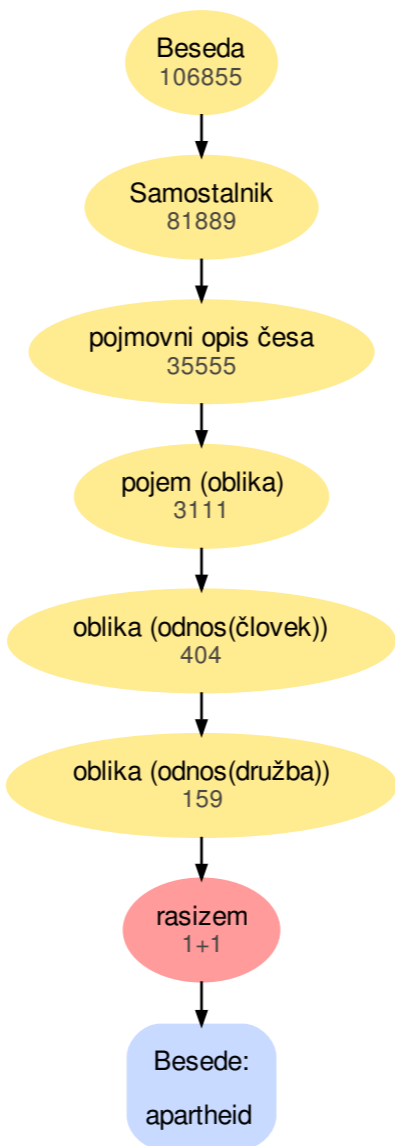 Beseda
106855
Samostalnik
81889
pojmovni opis česa
35555
pojem (oblika)
3111
oblika (odnos(človek))
404
oblika (odnos(družba))
159
rasizem
1+1
Besede:
apartheid